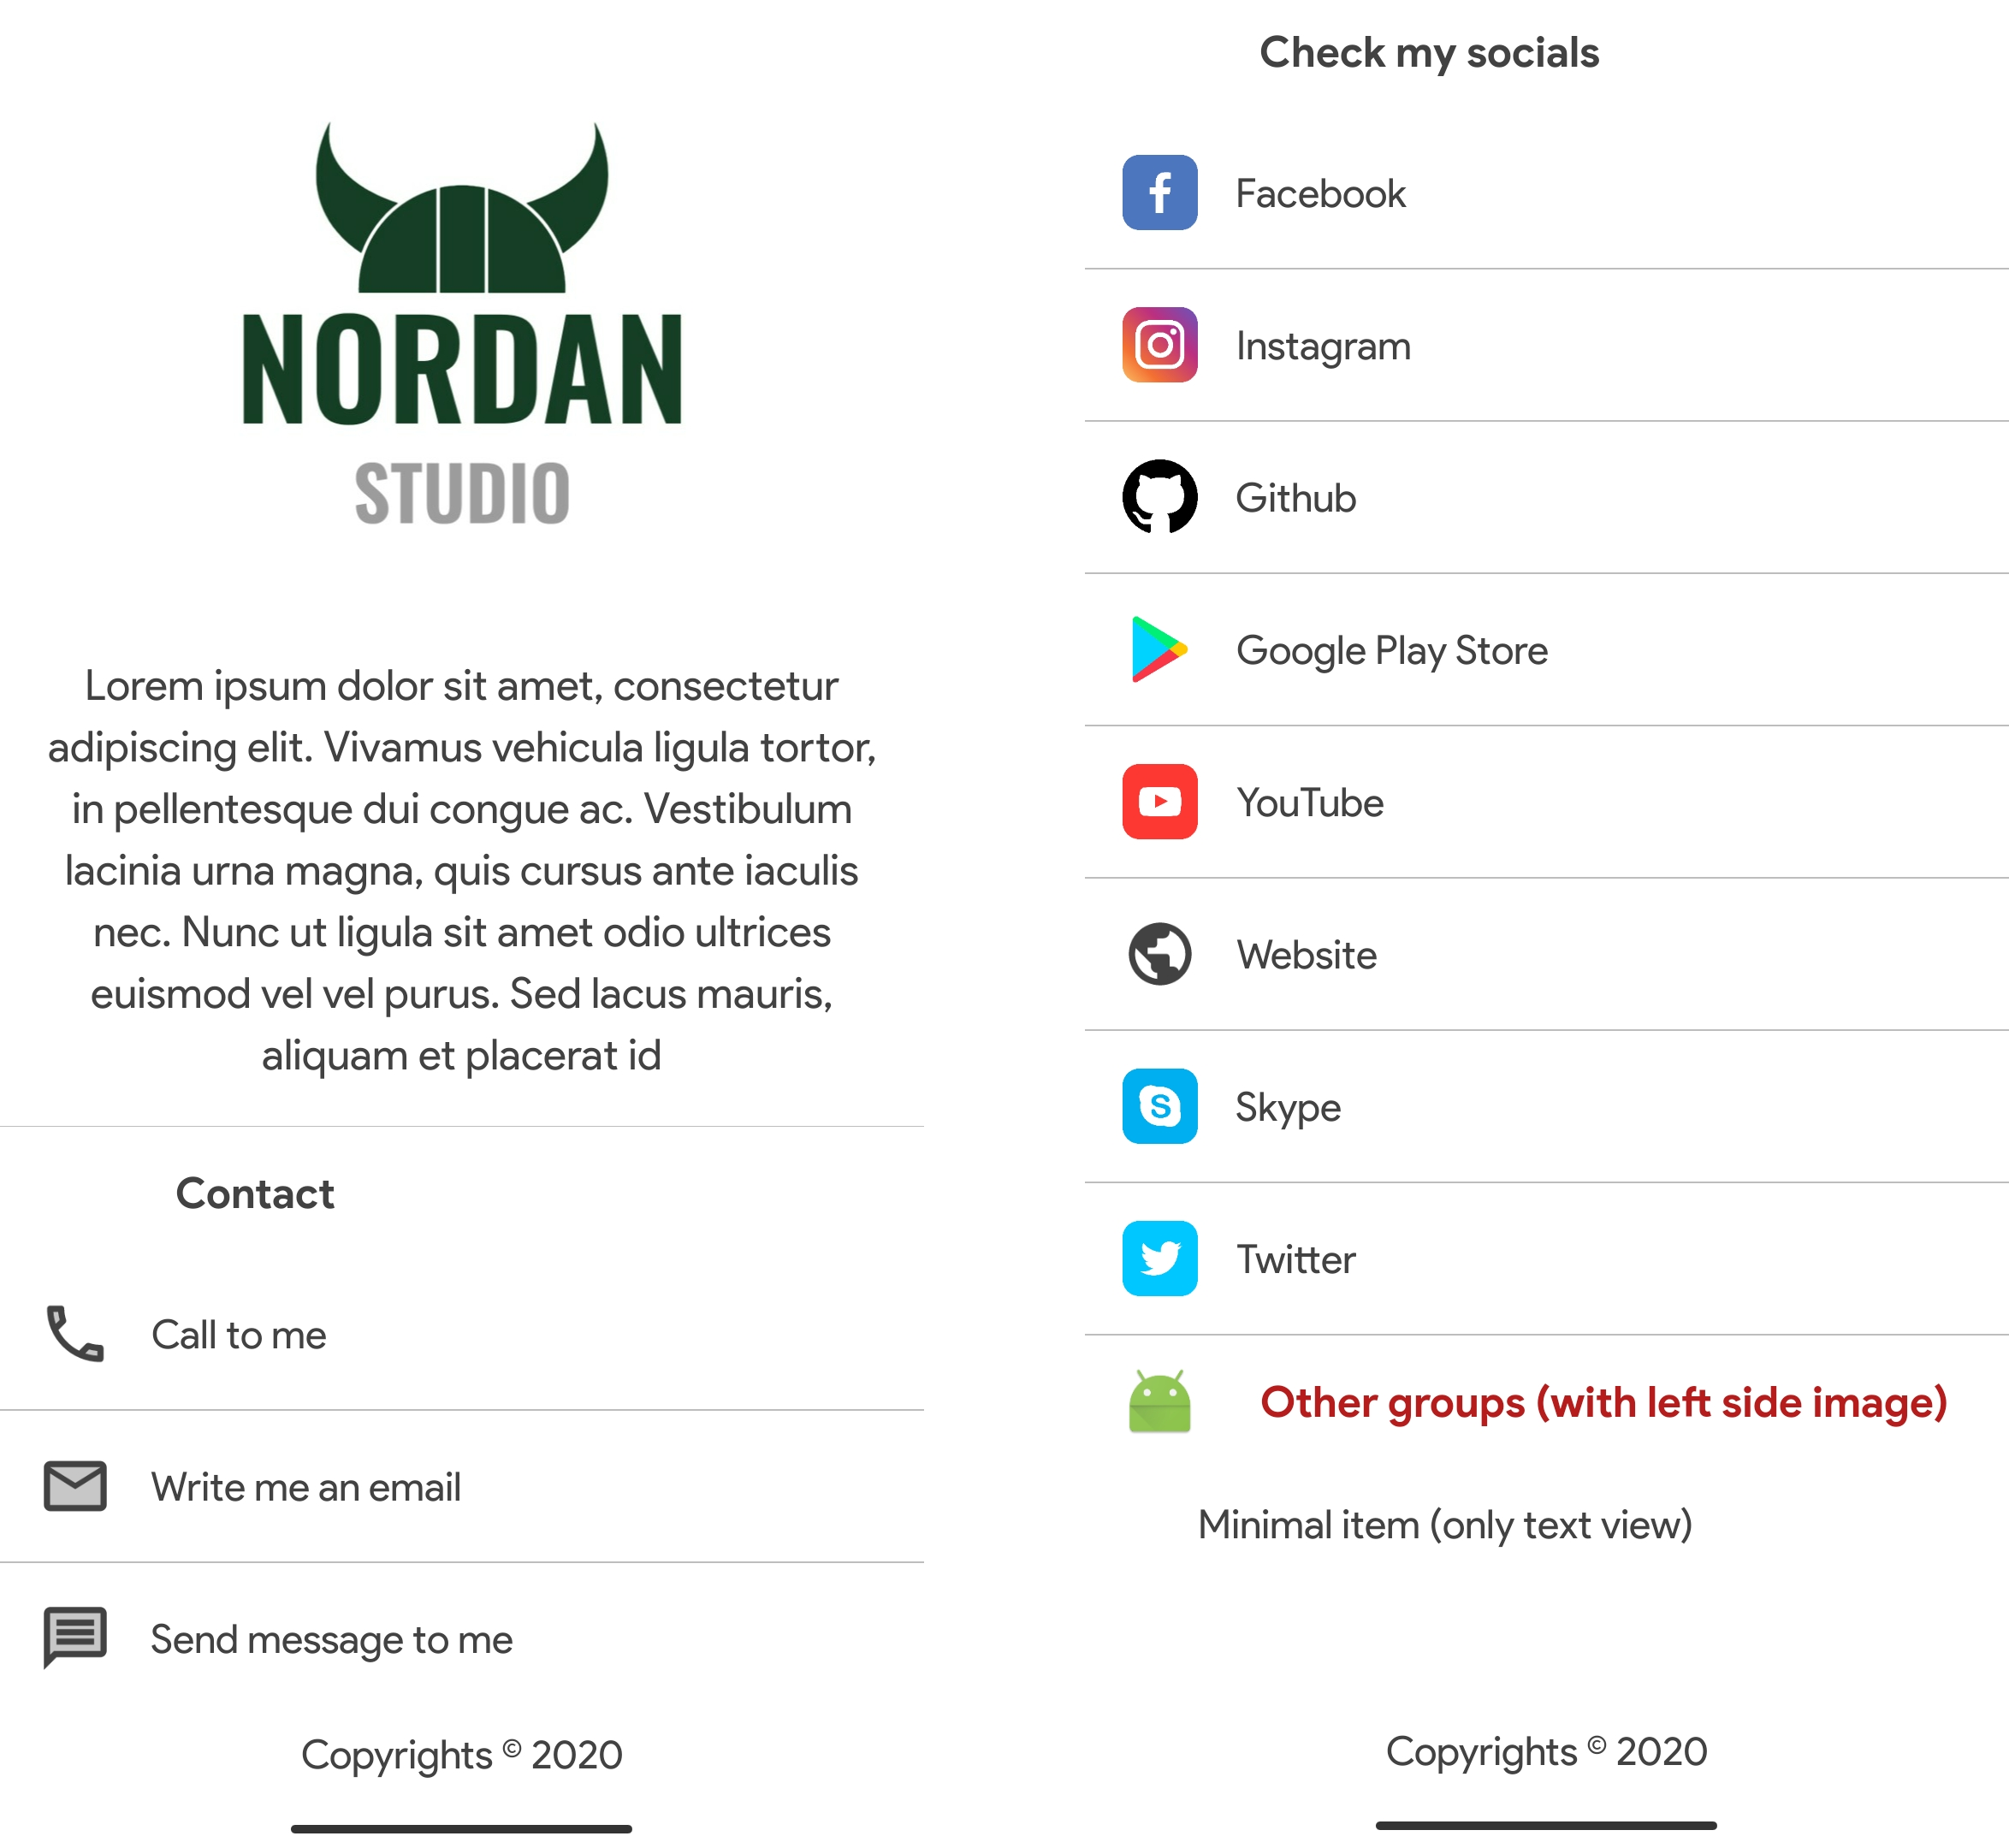 NORDAN
STUDIO
Lorem ipsum dolor sit amet, consectetur
adipiscing elit. Vivamus vehicula ligula tortor,
in pellentesque dui congue ac. Vestibulum
lacinia urna magna, quis cursus ante iaculis
nec. Nunc ut ligula sit amet odio ultrices
euismod vel vel purus. Sed lacus mauris,
aliquam et placerat id
Contact
Call to me
Write me an email
Send message to me
Copyrights © 2020
Check my socials
Facebook
Instagram
Github
Google Play Store
YouTube
Website
Skype
Twitter
Other groups (with left side image)
Minimal item (only text view)
Copyrights © 2020